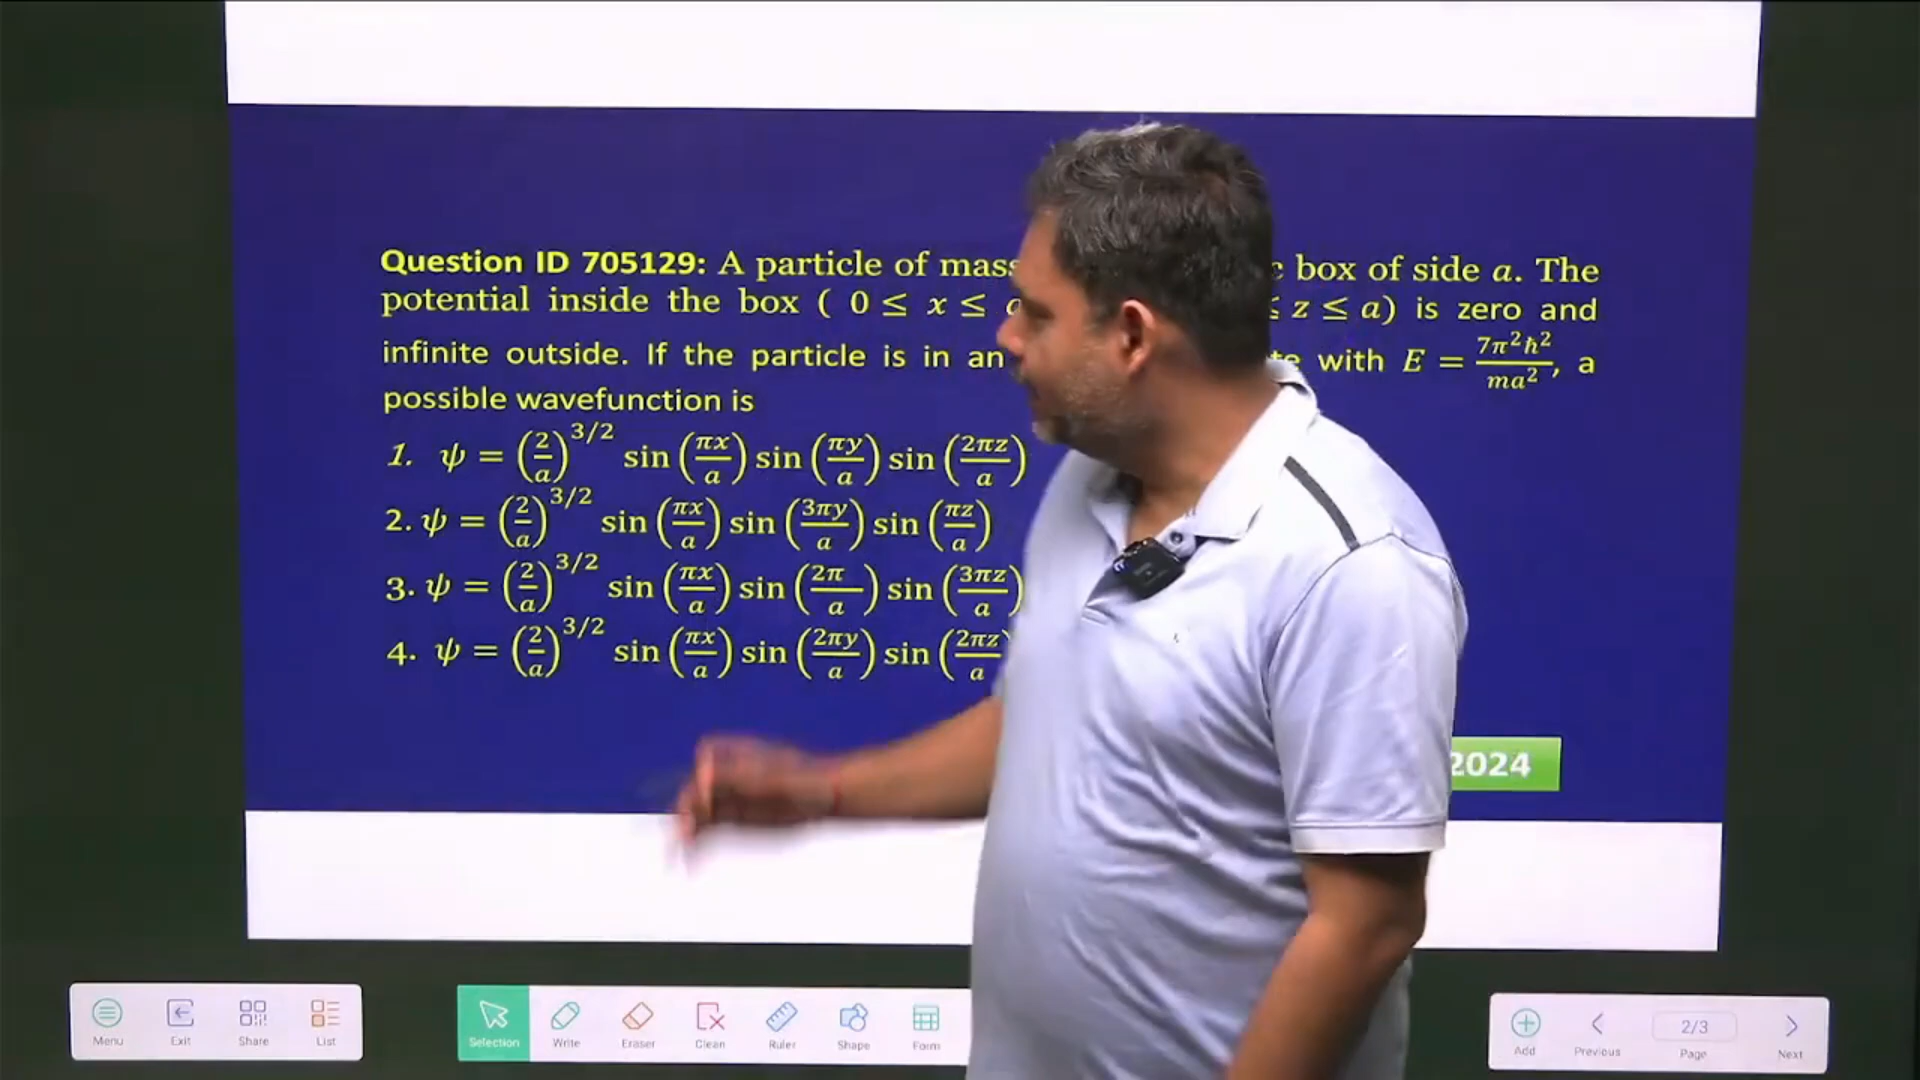 Question ID 705129: A particle of mass box of side a. The
potential inside the box ( 0 ≤ x ≤ z ≤ a) is zero and
infinite outside. If the particle is in an with E = 7π²ℏ²/ma², a
possible wavefunction is
1. ψ = (2/a)^3/2 sin (πx/a) sin (πy/a) sin (2πz/a)
2. ψ = (2/a)^3/2 sin (πx/a) sin (3πy/a) sin (πz/a)
3. ψ = (2/a)^3/2 sin (πx/a) sin (2π/a) sin (3πz/a)
4. ψ = (2/a)^3/2 sin (πx/a) sin (2πy/a) sin (2πz/a
2024
Menu Exit Share List
Selection Write Eraser Clean Ruler Shape Form
Add Previous 2/3 Page Next